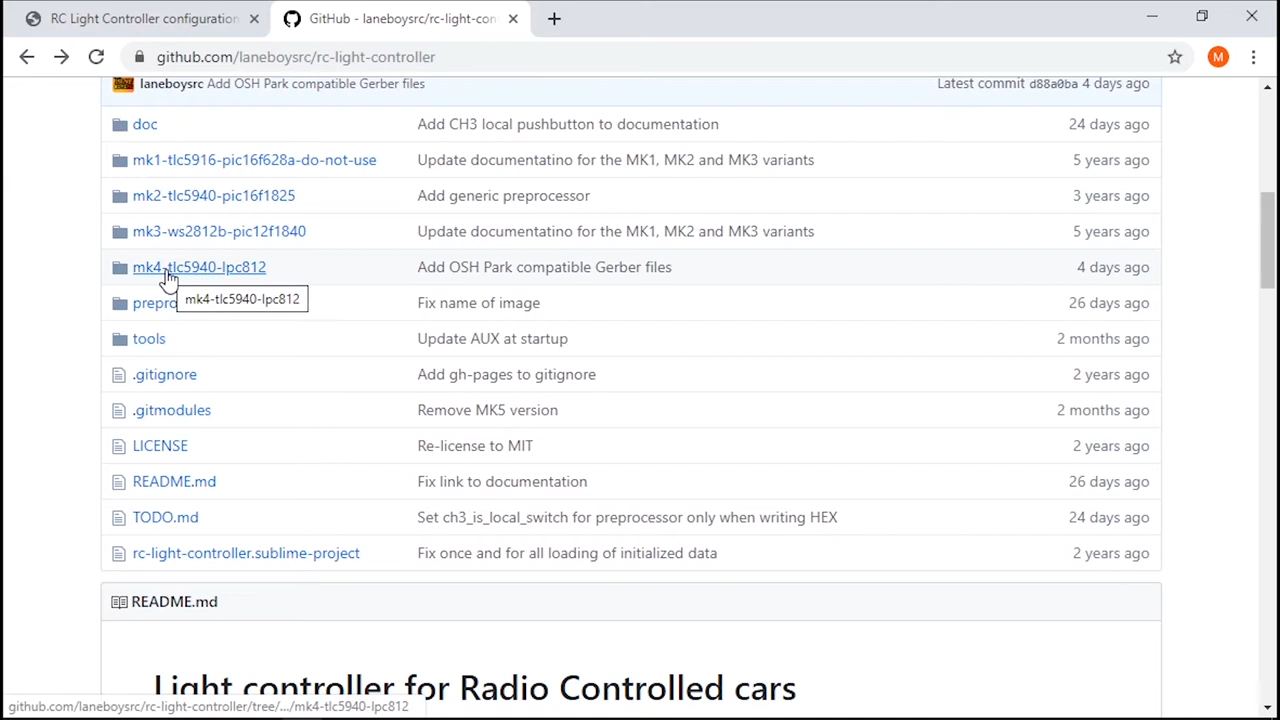 RC Light Controller configuration
GitHub - laneboysrc/rc-light-con
github.com/laneboysrc/rc-light-controller
M
laneboysrc Add OSH Park compatible Gerber files Latest commit d88a0ba 4 days ago
doc Add CH3 local pushbutton to documentation 24 days ago
mk1-tlc5916-pic16f628a-do-not-use Update documentatino for the MK1, MK2 and MK3 variants 5 years ago
mk2-tlc5940-pic16f1825 Add generic preprocessor 3 years ago
mk3-ws2812b-pic12f1840 Update documentatino for the MK1, MK2 and MK3 variants 5 years ago
mk4-tlc5940-lpc812 Add OSH Park compatible Gerber files 4 days ago
mk4-tlc5940-lpc812
prepro Fix name of image 26 days ago
tools Update AUX at startup 2 months ago
.gitignore Add gh-pages to gitignore 2 years ago
.gitmodules Remove MK5 version 2 months ago
LICENSE Re-license to MIT 2 years ago
README.md Fix link to documentation 26 days ago
TODO.md Set ch3_is_local_switch for preprocessor only when writing HEX 24 days ago
rc-light-controller.sublime-project Fix once and for all loading of initialized data 2 years ago
README.md
Light controller for Radio Controlled cars
github.com/laneboysrc/rc-light-controller/tree/.../mk4-tlc5940-lpc812